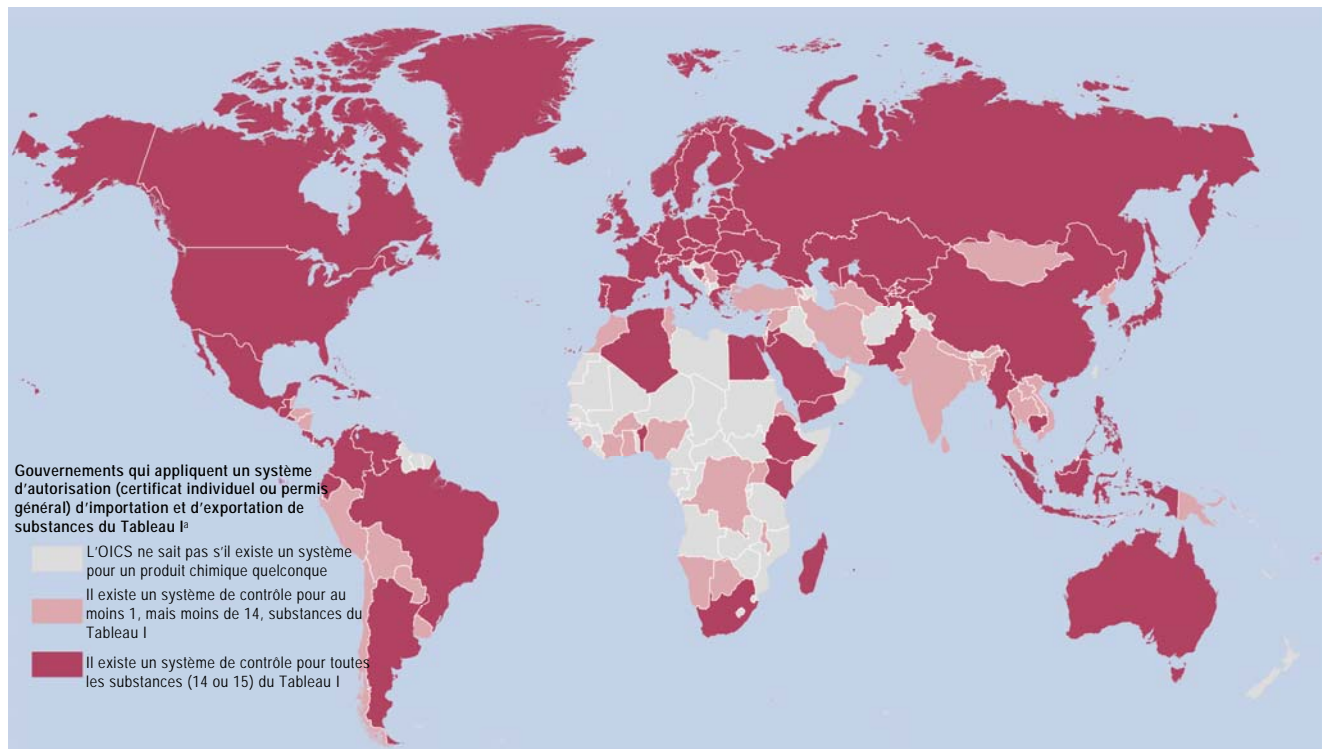 Gouvernements qui appliquent un système
d'autorisation (certificat individuel ou permis
général) d'importation et d'exportation de
substances du Tableau Iª
L'OICS ne sait pas s'il existe un système
pour un produit chimique quelconque
Il existe un système de contrôle pour au
moins 1, mais moins de 14, substances du
Tableau I
Il existe un système de contrôle pour toutes
les substances (14 ou 15) du Tableau I